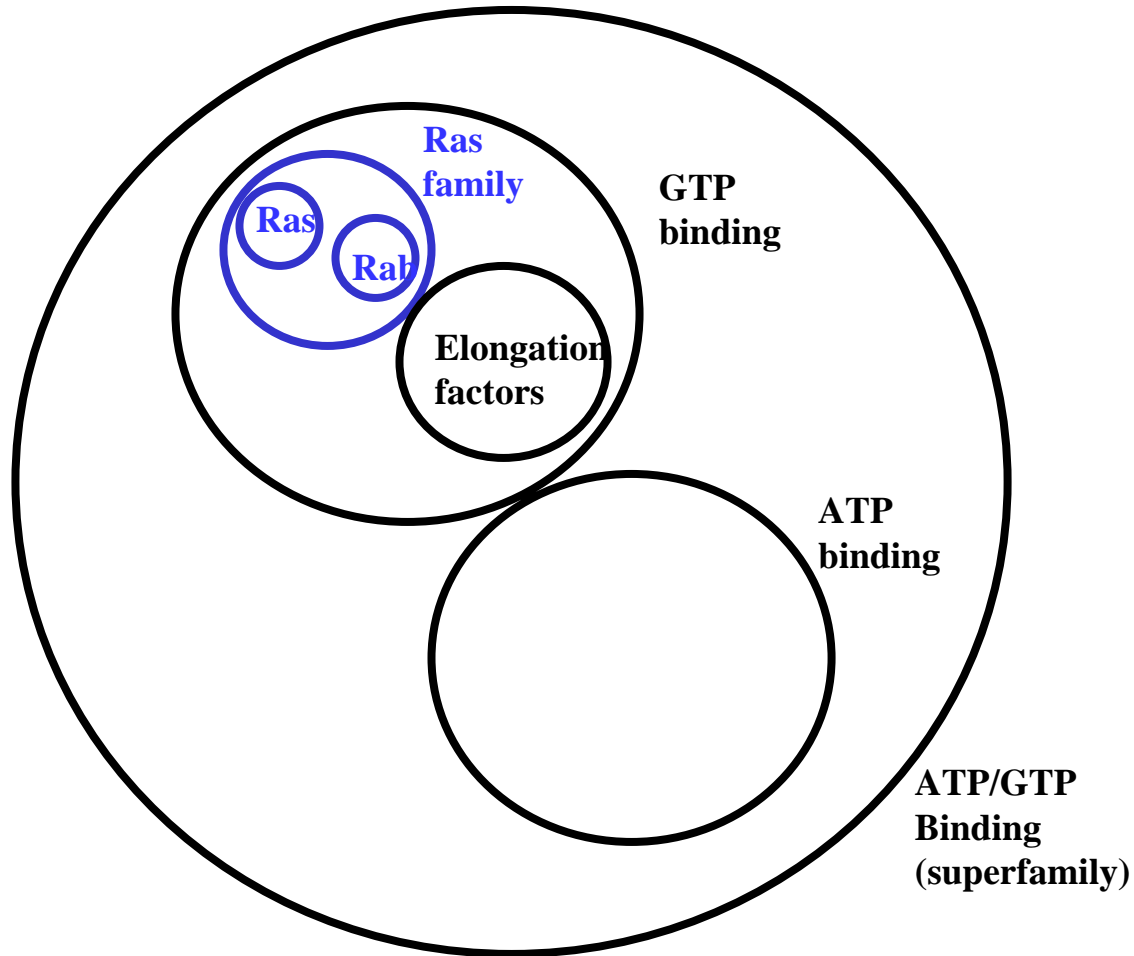 Ras
family
GTP
binding
Ras
Rab
Elongation
factors
ATP
binding
ATP/GTP
Binding
(superfamily)